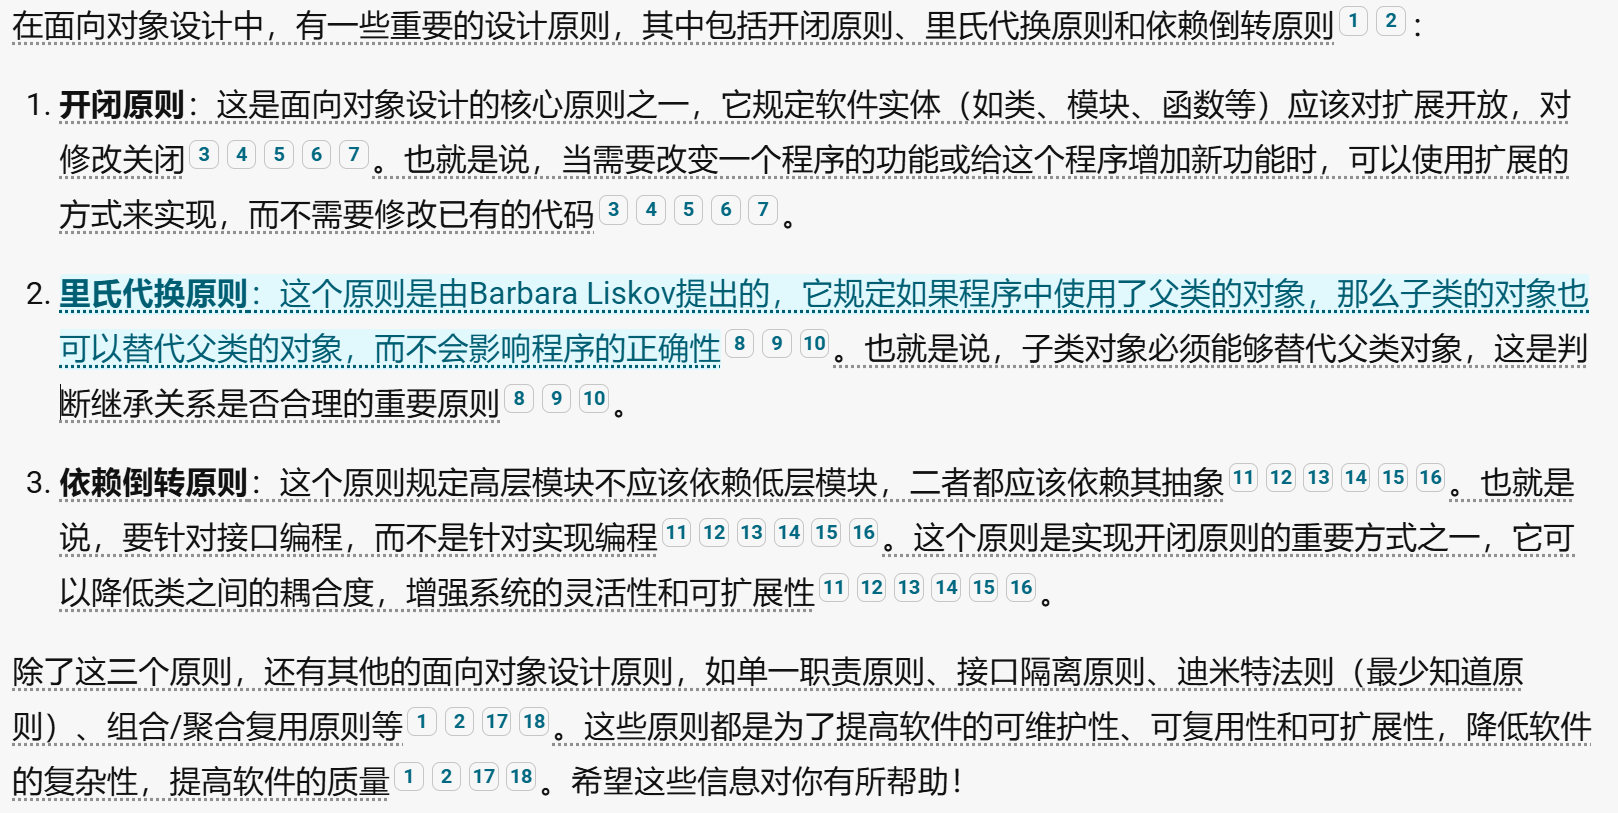 在面向对象设计中，有一些重要的设计原则，其中包括开闭原则、里氏代换原则和依赖倒转原则 1 2 ：
1. 开闭原则：这是面向对象设计的核心原则之一，它规定软件实体（如类、模块、函数等）应该对扩展开放，对
修改关闭 3 4 5 6 7 。也就是说，当需要改变一个程序的功能或给这个程序增加新功能时，可以使用扩展的
方式来实现，而不需要修改已有的代码 3 4 5 6 7 。
2. 里氏代换原则：这个原则是由Barbara Liskov提出的，它规定如果程序中使用了父类的对象，那么子类的对象也
可以替代父类的对象，而不会影响程序的正确性 8 9 10 。也就是说，子类对象必须能够替代父类对象，这是判
断继承关系是否合理的重要原则 8 9 10 。
3. 依赖倒转原则：这个原则规定高层模块不应该依赖低层模块，二者都应该依赖其抽象 11 12 13 14 15 16 。也就是
说，要针对接口编程，而不是针对实现编程 11 12 13 14 15 16 。这个原则是实现开闭原则的重要方式之一，它可
以降低类之间的耦合度，增强系统的灵活性和可扩展性 11 12 13 14 15 16 。
除了这三个原则，还有其他的面向对象设计原则，如单一职责原则、接口隔离原则、迪米特法则（最少知道原
则）、组合/聚合复用原则等 1 2 17 18 。这些原则都是为了提高软件的可维护性、可复用性和可扩展性，降低软件
的复杂性，提高软件的质量 1 2 17 18 。希望这些信息对你有所帮助！